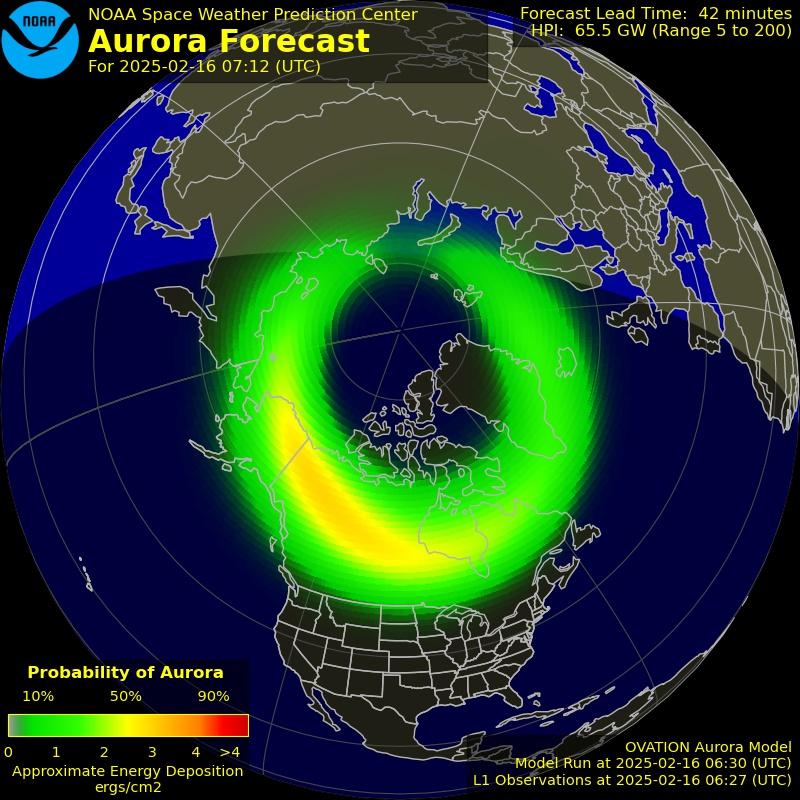 NOAA
NOAA Space Weather Prediction Center
Aurora Forecast
For 2025-02-16 07:12 (UTC)
Forecast Lead Time: 42 minutes
HPI: 65.5 GW (Range 5 to 200)
Probability of Aurora
10% 50% 90%
0 1 2 3 4 >4
Approximate Energy Deposition
ergs/cm2
OVATION Aurora Model
Model Run at 2025-02-16 06:30 (UTC)
L1 Observations at 2025-02-16 06:27 (UTC)